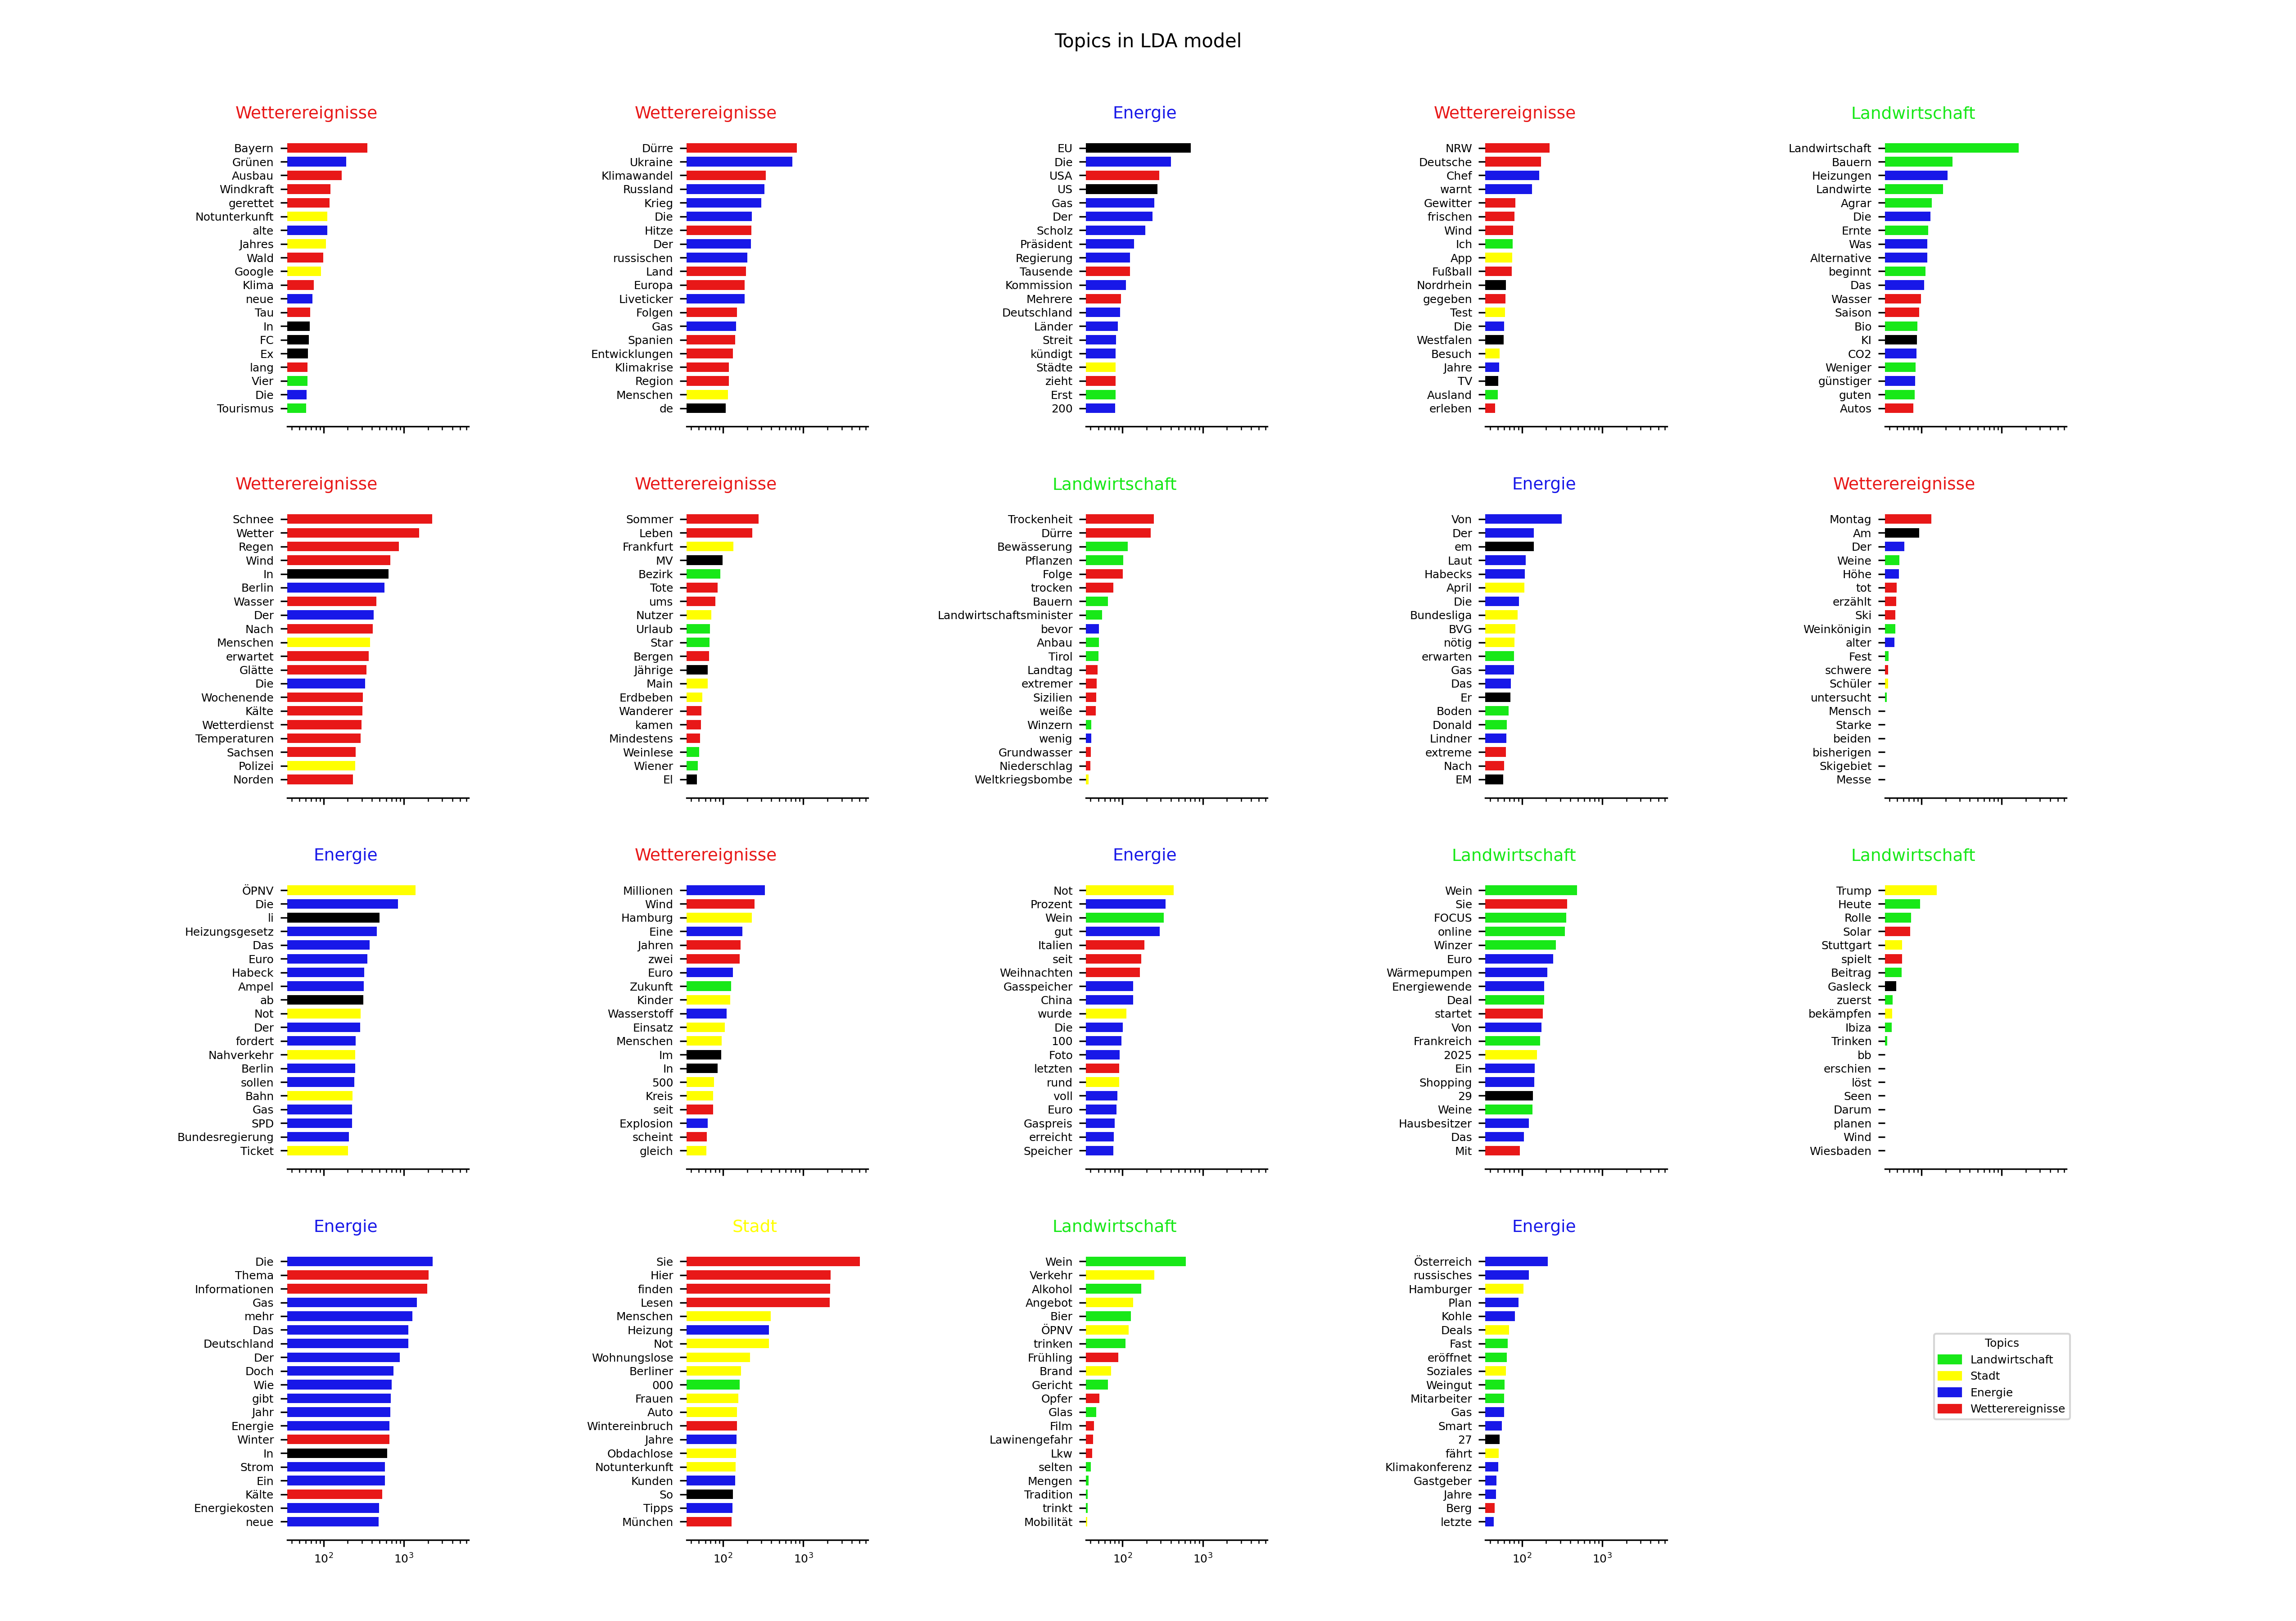 Topics in LDA model
Wetterereignisse
Bayern
Grünen
Ausbau
Windkraft
gerettet
Notunterkunft
alte
Jahres
Wald
Google
Klima
neue
Tau
In
FC
Ex
lang
Vier
Die
Tourismus
Wetterereignisse
Dürre
Ukraine
Klimawandel
Russland
Krieg
Die
Hitze
Der
russischen
Land
Europa
Liveticker
Folgen
Gas
Spanien
Entwicklungen
Klimakrise
Region
Menschen
de
Energie
EU
Die
USA
US
Gas
Der
Scholz
Präsident
Regierung
Tausende
Kommission
Mehrere
Deutschland
Länder
Streit
kündigt
Städte
zieht
Erst
200
Wetterereignisse
NRW
Deutsche
Chef
warnt
Gewitter
frischen
Wind
Ich
App
Fußball
Nordrhein
gegeben
Test
Die
Westfalen
Besuch
Jahre
TV
Ausland
erleben
Landwirtschaft
Landwirtschaft
Bauern
Heizungen
Landwirte
Agrar
Die
Ernte
Was
Alternative
beginnt
Das
Wasser
Saison
Bio
KI
CO2
Weniger
günstiger
guten
Autos
Wetterereignisse
Schnee
Wetter
Regen
Wind
In
Berlin
Wasser
Der
Nach
Menschen
erwartet
Glätte
Die
Wochenende
Kälte
Wetterdienst
Temperaturen
Sachsen
Polizei
Norden
Wetterereignisse
Sommer
Leben
Frankfurt
MV
Bezirk
Tote
ums
Nutzer
Urlaub
Star
Bergen
Jährige
Main
Erdbeben
Wanderer
kamen
Mindestens
Weinlese
Wiener
El
Landwirtschaft
Trockenheit
Dürre
Bewässerung
Pflanzen
Folge
trocken
Bauern
Landwirtschaftsminister
bevor
Anbau
Tirol
Landtag
extremer
Sizilien
weiße
Winzern
wenig
Grundwasser
Niederschlag
Weltkriegsbombe
Energie
Von
Der
em
Laut
Habecks
April
Die
Bundesliga
BVG
nötig
erwarten
Gas
Das
Er
Boden
Donald
Lindner
extreme
Nach
EM
Wetterereignisse
Montag
Am
Der
Weine
Höhe
tot
erzählt
Ski
Weinkönigin
alter
Fest
schwere
Schüler
untersucht
Mensch
Starke
beiden
bisherigen
Skigebiet
Messe
Energie
ÖPNV
Die
li
Heizungsgesetz
Das
Euro
Habeck
Ampel
ab
Not
Der
fordert
Nahverkehr
Berlin
sollen
Bahn
Gas
SPD
Bundesregierung
Ticket
Wetterereignisse
Millionen
Wind
Hamburg
Eine
Jahren
zwei
Euro
Zukunft
Kinder
Wasserstoff
Einsatz
Menschen
Im
In
500
Kreis
seit
Explosion
scheint
gleich
Energie
Not
Prozent
Wein
gut
Italien
seit
Weihnachten
Gasspeicher
China
wurde
Die
100
Foto
letzten
rund
voll
Euro
Gaspreis
erreicht
Speicher
Landwirtschaft
Wein
Sie
FOCUS
online
Winzer
Euro
Wärmepumpen
Energiewende
Deal
startet
Von
Frankreich
2025
Ein
Shopping
29
Weine
Hausbesitzer
Das
Mit
Landwirtschaft
Trump
Heute
Rolle
Solar
Stuttgart
spielt
Beitrag
Gasleck
zuerst
bekämpfen
Ibiza
Trinken
bb
erschien
löst
Seen
Darum
planen
Wind
Wiesbaden
Energie
Die
Thema
Informationen
Gas
mehr
Das
Deutschland
Der
Doch
Wie
gibt
Jahr
Energie
Winter
In
Strom
Ein
Kälte
Energiekosten
neue
10² 10³
Stadt
Sie
Hier
finden
Lesen
Menschen
Heizung
Not
Wohnungslose
Berliner
000
Frauen
Auto
Wintereinbruch
Jahre
Obdachlose
Notunterkunft
Kunden
So
Tipps
München
10² 10³
Landwirtschaft
Wein
Verkehr
Alkohol
Angebot
Bier
ÖPNV
trinken
Frühling
Brand
Gericht
Opfer
Glas
Film
Lawinengefahr
Lkw
selten
Mengen
Tradition
trinkt
Mobilität
10² 10³
Energie
Österreich
russisches
Hamburger
Plan
Kohle
Deals
Fast
eröffnet
Soziales
Weingut
Mitarbeiter
Gas
Smart
27
fährt
Klimakonferenz
Gastgeber
Jahre
Berg
letzte
10² 10³
Topics
Landwirtschaft
Stadt
Energie
Wetterereignisse